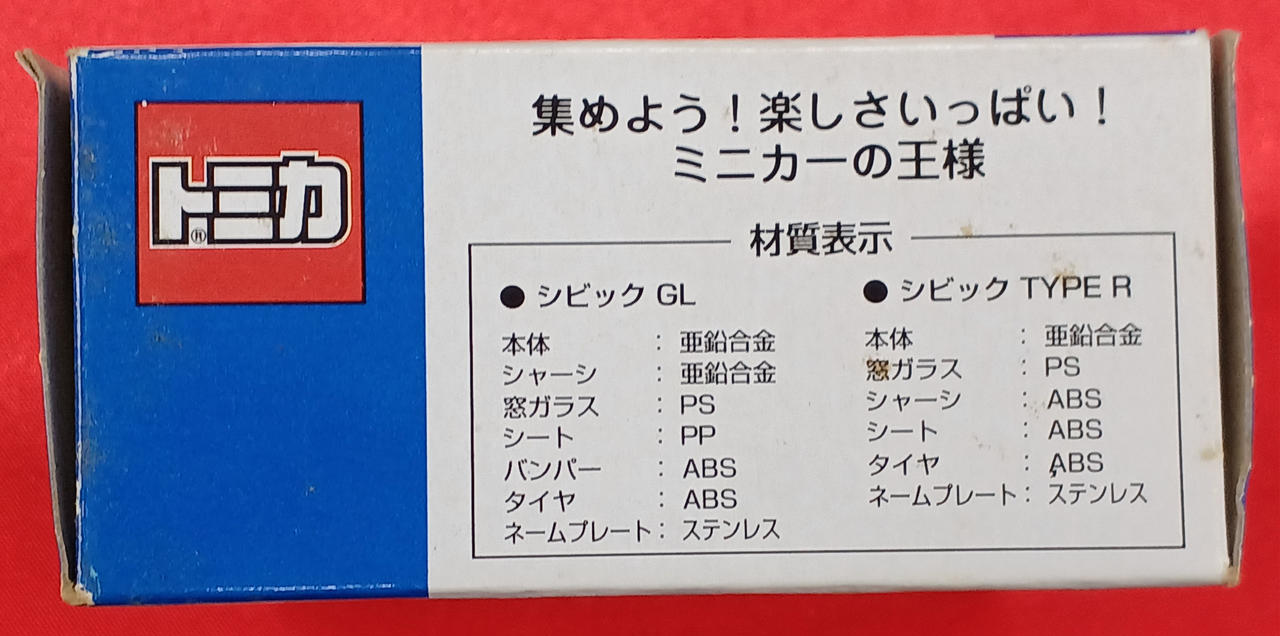 トミカ
®
集めよう！楽しさいっぱい！
ミニカーの王様
材質表示
● シビック GL
本体 : 亜鉛合金
シャーシ : 亜鉛合金
窓ガラス : PS
シート : PP
バンパー : ABS
タイヤ : ABS
ネームプレート : ステンレス
● シビック TYPE R
本体 : 亜鉛合金
窓ガラス : PS
シャーシ : ABS
シート : ABS
タイヤ : ABS
ネームプレート : ステンレス